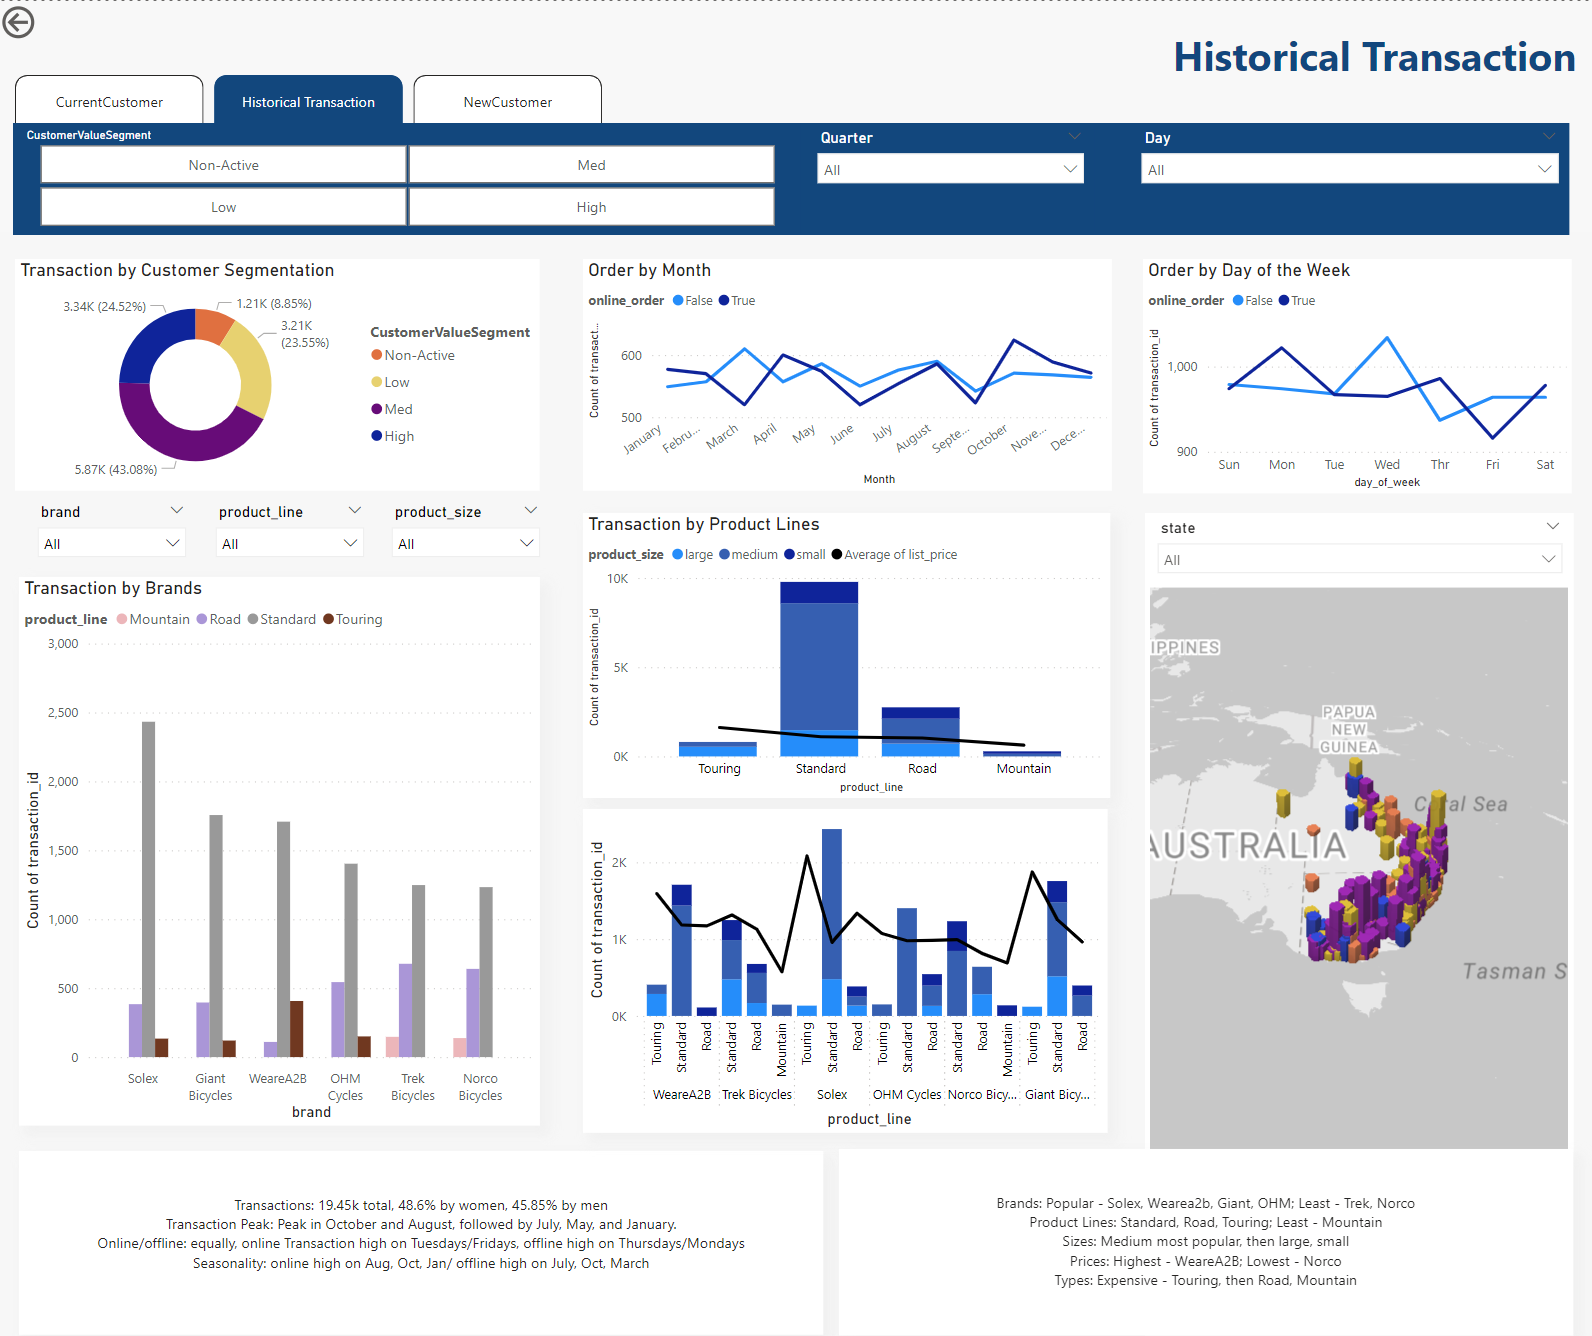 Historical Transaction
CurrentCustomer
Historical Transaction
NewCustomer
CustomerValueSegment
Non-Active
Med
Low
High
Quarter
All
Day
All
Transaction by Customer Segmentation
3.34K (24.52%)
1.21K (8.85%)
3.21K
(23.55%)
5.87K (43.08%)
CustomerValueSegment
Non-Active
Low
Med
High
Order by Month
online_order False True
Count of transact...
600
500
January Febru... March April May June July August Septe... October Nove... Dece...
Month
Order by Day of the Week
online_order False True
Count of transaction_id
1,000
900
Sun Mon Tue Wed Thr Fri Sat
day_of_week
brand
All
product_line
All
product_size
All
Transaction by Brands
product_line Mountain Road Standard Touring
Count of transaction_id
3,000
2,500
2,000
1,500
1,000
500
0
Solex Giant Bicycles WeareA2B OHM Cycles Trek Bicycles Norco Bicycles
brand
Transaction by Product Lines
product_size large medium small Average of list_price
Count of transaction_id
10K
5K
0K
Touring Standard Road Mountain
product_line
Count of transaction_id
2K
1K
0K
Touring Standard Road Standard Road Mountain Touring Standard Road Touring Standard Road Standard Road Mountain Touring Standard Road
WeareA2B Trek Bicycles Solex OHM Cycles Norco Bicy... Giant Bicy...
product_line
state
All
IPPINES
PAPUA
NEW
GUINEA
AUSTRALIA
Tasman S
Transactions: 19.45k total, 48.6% by women, 45.85% by men
Transaction Peak: Peak in October and August, followed by July, May, and January.
Online/offline: equally, online Transaction high on Tuesdays/Fridays, offline high on Thursdays/Mondays
Seasonality: online high on Aug, Oct, Jan/ offline high on July, Oct, March
Brands: Popular - Solex, Wearea2b, Giant, OHM; Least - Trek, Norco
Product Lines: Standard, Road, Touring; Least - Mountain
Sizes: Medium most popular, then large, small
Prices: Highest - WeareA2B; Lowest - Norco
Types: Expensive - Touring, then Road, Mountain